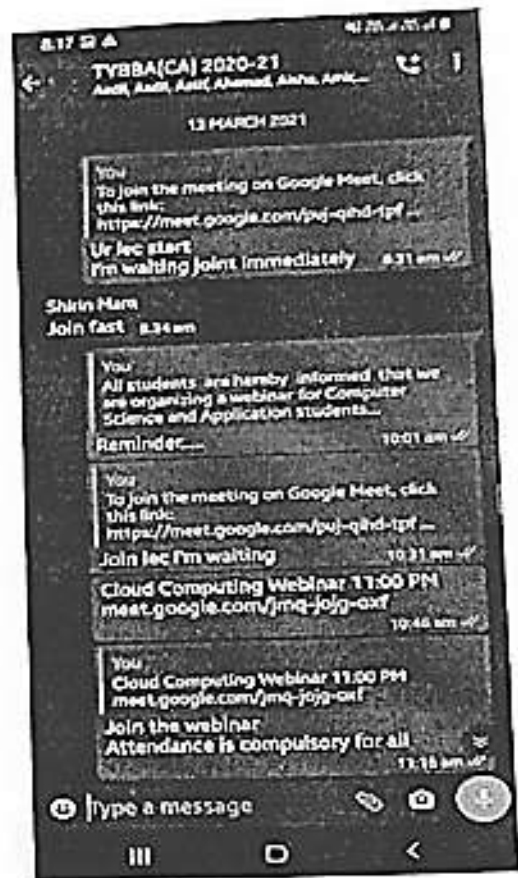 8.17
TYBBA(CA) 2020-21
Aadil, Aadil, Asif, Ahamad, Aisha, Amir,...
13 MARCH 2021
You
To join the meeting on Google Meet, click
this link:
https://meet.google.com/puj-qihd-tpf ...
Ur lec start
I'm waiting joint immediately 8.31 am
Shirin Mam
Join fast 8.34 am
You
All students are hereby informed that we
are organizing a webinar for Computer
Science and Application students...
Reminder.... 10:01 am
You
To join the meeting on Google Meet, click
this link:
https://meet.google.com/puj-qihd-tpf ...
Join lec I'm waiting 10:31 am
Cloud Computing Webinar 11:00 PM
meet.google.com/jmq-jojg-oxf
10:46 am
You
Cloud Computing Webinar 11:00 PM
meet.google.com/jmq-jojg-oxf
Join the webinar
Attendance is compulsory for all
11:16 am
Type a message